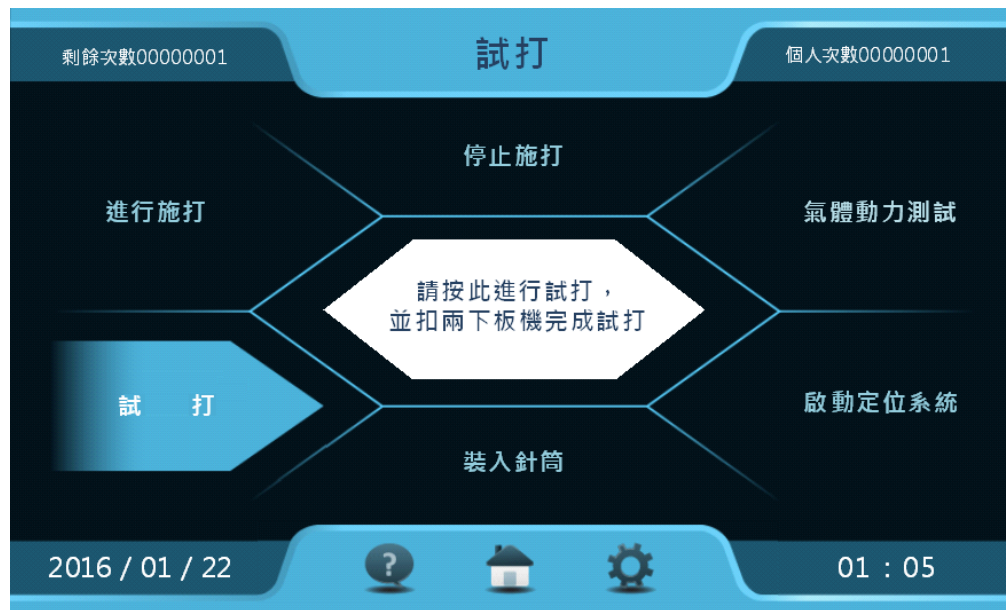 剩餘次數00000001
試打
個人次數00000001
停止施打
進行施打
氣體動力測試
請按此進行試打，
並扣兩下板機完成試打
試 打
啟動定位系統
裝入針筒
2016 / 01 / 22
?
01 : 05